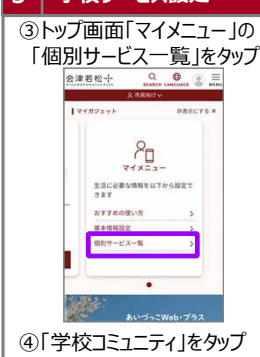 ③トップ画面「マイメニュー」の
「個別サービス一覧」をタップ
会津若松＋
SEARCH LANGUAGE MENU
市民向け
マイガジェット 非表示にする ×
マイメニュー
生活に必要な情報を以下から設定で
きます
おすすめの使い方
基本情報設定
個別サービス一覧
あいづっこWeb・プラス
④「学校コミュニティ」をタップ